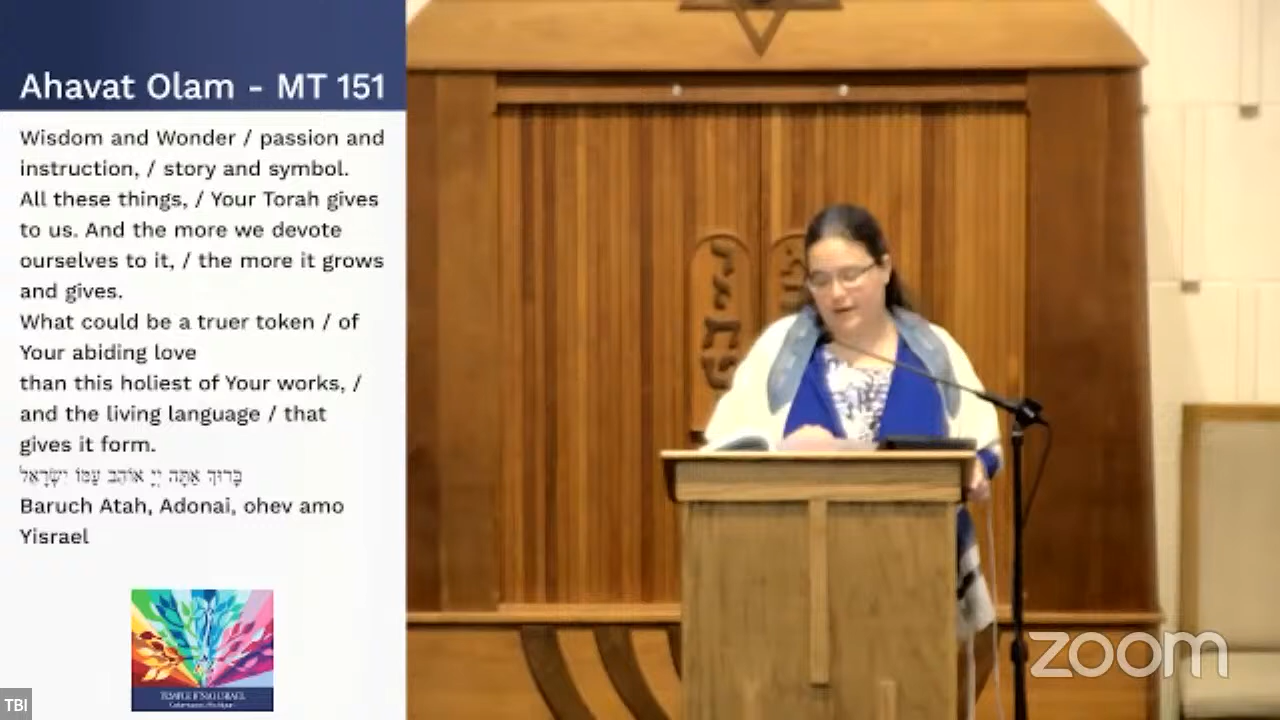 Ahavat Olam - MT 151
Wisdom and Wonder / passion and
instruction, / story and symbol.
All these things, / Your Torah gives
to us. And the more we devote
ourselves to it, / the more it grows
and gives.
What could be a truer token / of
Your abiding love
than this holiest of Your works, /
and the living language / that
gives it form.
בָּרוּךְ אַתָּה יְיָ אוֹהֵב עַמּוֹ יִשְׂרָאֵל
Baruch Atah, Adonai, ohev amo
Yisrael
TEMPLE B'NAI ISRAEL
TBI
zoom